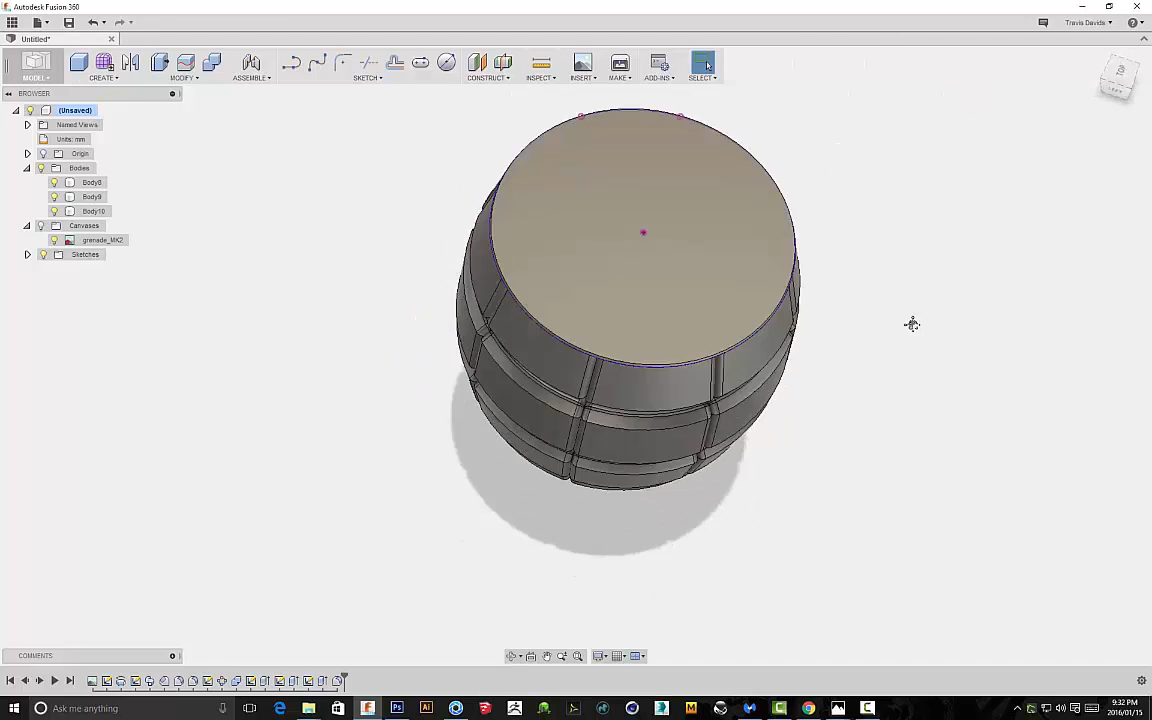 Autodesk Fusion 360
Travis Davids
Untitled*
MODEL
CREATE
MODIFY
ASSEMBLE
SKETCH
CONSTRUCT
INSPECT
INSERT
MAKE
ADD-INS
SELECT
BROWSER
(Unsaved)
Named Views
Units: mm
Origin
Bodies
Body8
Body9
Body10
Canvases
grenade_MK2
Sketches
TOP
COMMENTS
Ask me anything
9:32 PM
2016/01/15